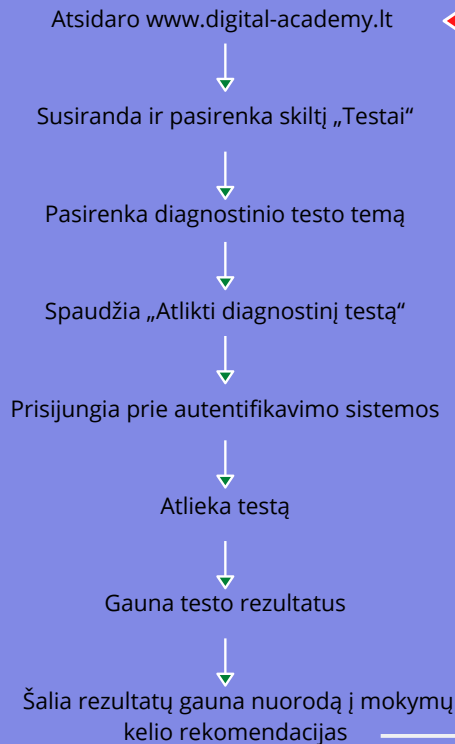 Atsidaro www.digital-academy.lt
Susiranda ir pasirenka skiltį „Testai“
Pasirenka diagnostinio testo temą
Spaudžia „Atlikti diagnostinį testą“
Prisijungia prie autentifikavimo sistemos
Atlieka testą
Gauna testo rezultatus
Šalia rezultatų gauna nuorodą į mokymų
kelio rekomendacijas